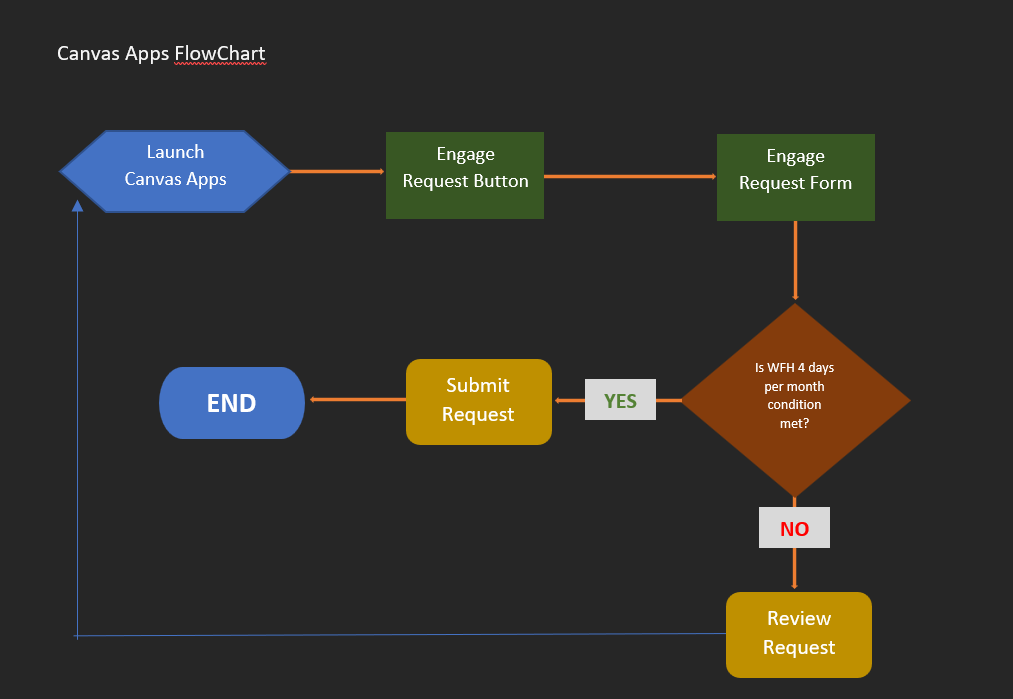 Canvas Apps FlowChart
Launch
Canvas Apps
Engage
Request Button
Engage
Request Form
Is WFH 4 days
per month
condition
met?
YES
Submit
Request
END
NO
Review
Request